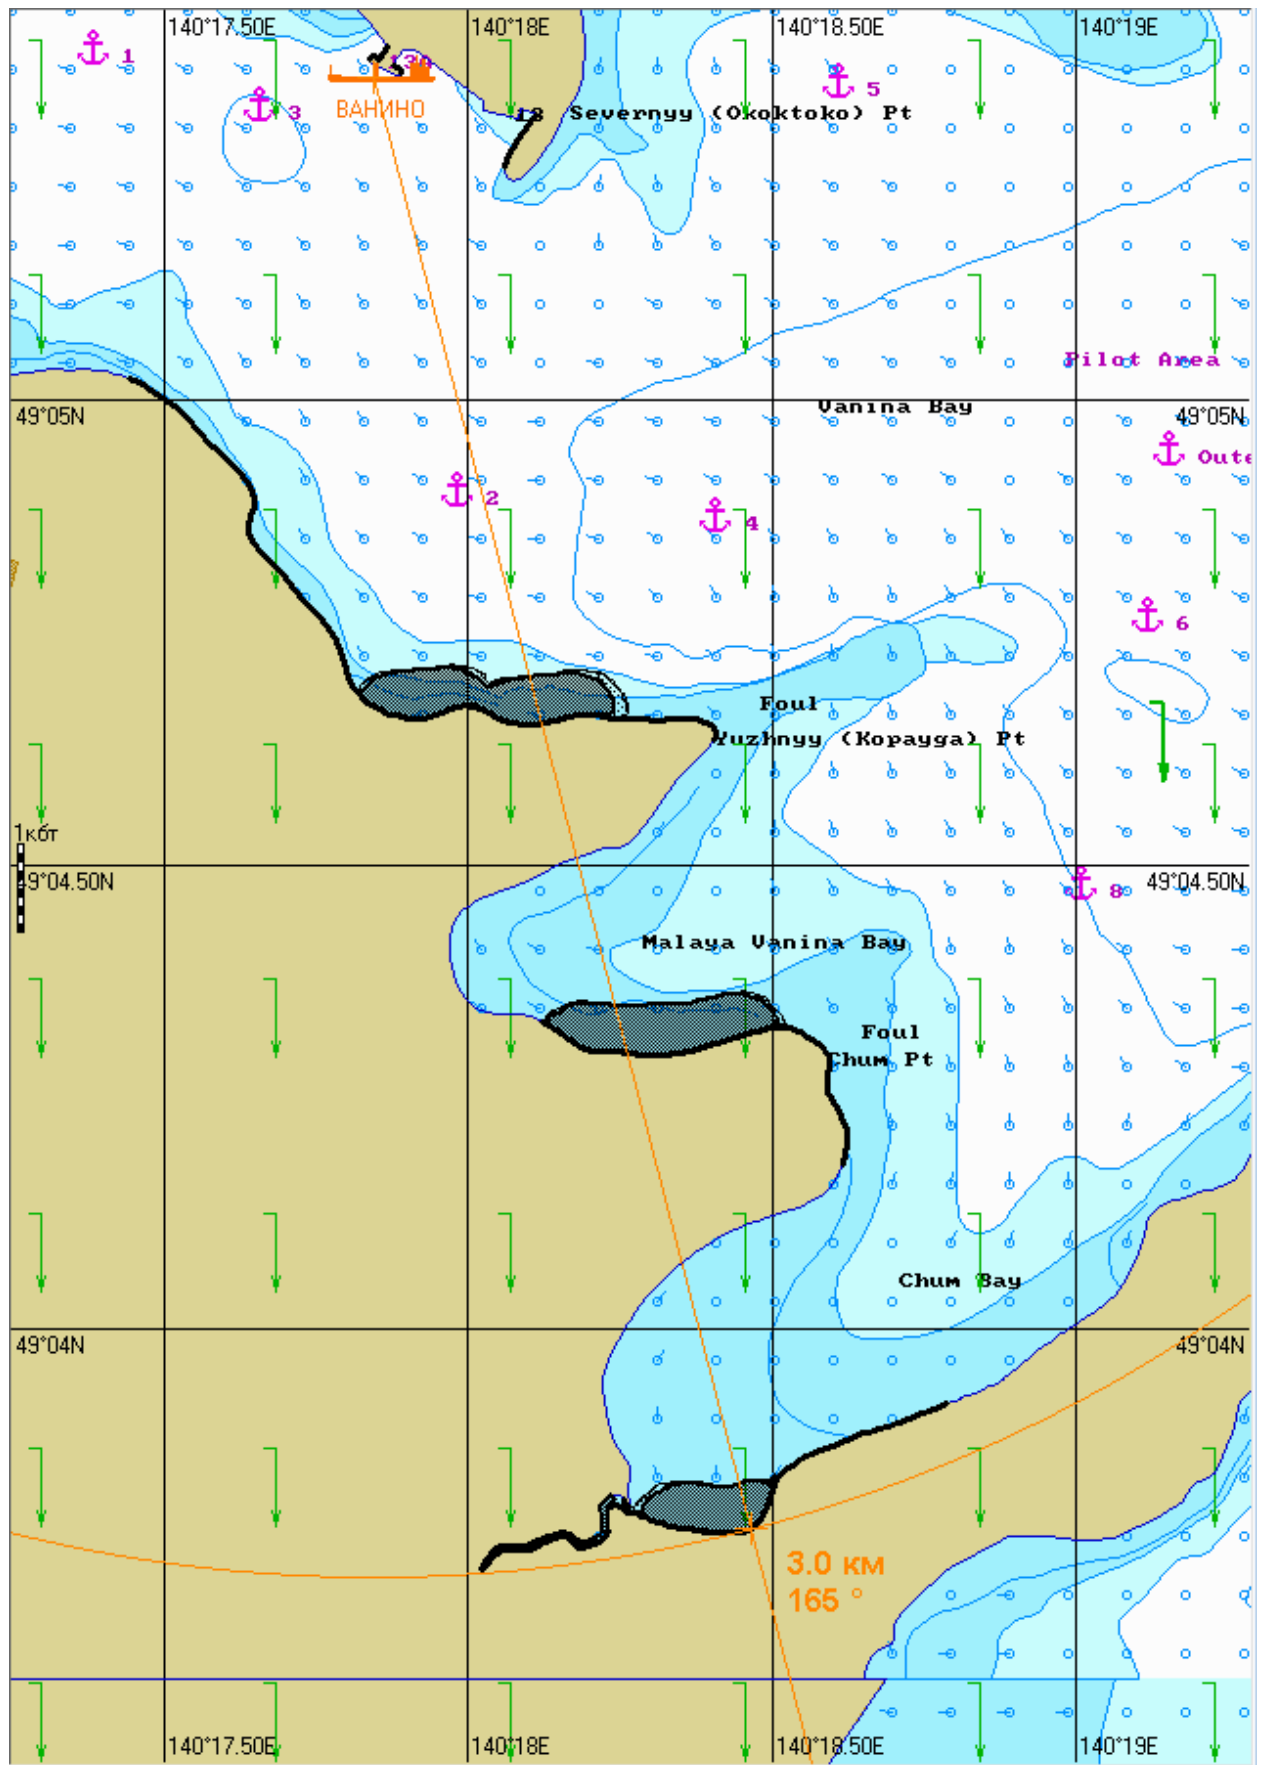 140°17.50E 140°18E 140°18.50E 140°19E
1
3
130
ВАНИНО
5
18 Severnyy (Okoktoko) Pt
Pilot Area
Vanina Bay
49°05N 49°05N
Oute
2
4
6
Foul
Yuzhnyy (Kopayga) Pt
1кбт
49°04.50N 49°04.50N
8
Malaya Vanina Bay
Foul
Chum Pt
Chum Bay
49°04N 49°04N
3.0 км
165 °
140°17.50E 140°18E 140°18.50E 140°19E